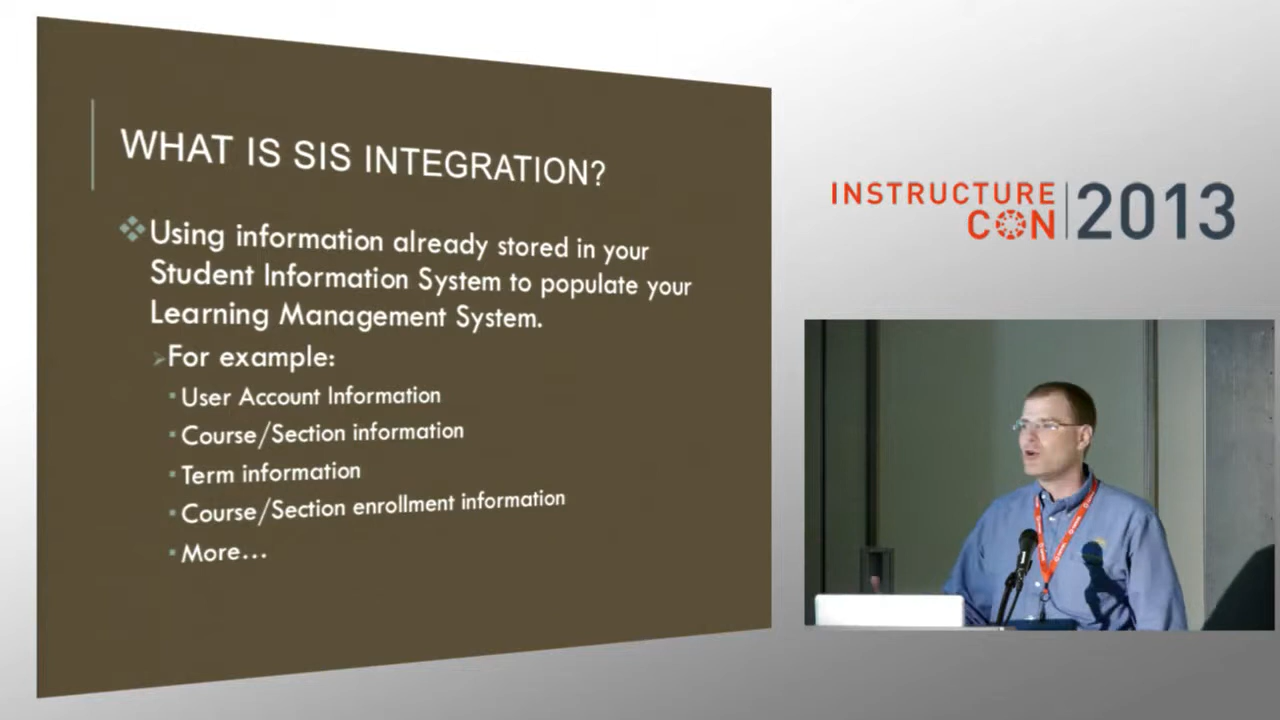 WHAT IS SIS INTEGRATION?
Using information already stored in your
Student Information System to populate your
Learning Management System.
For example:
User Account Information
Course/Section information
Term information
Course/Section enrollment information
More...
INSTRUCTURE
CON 2013